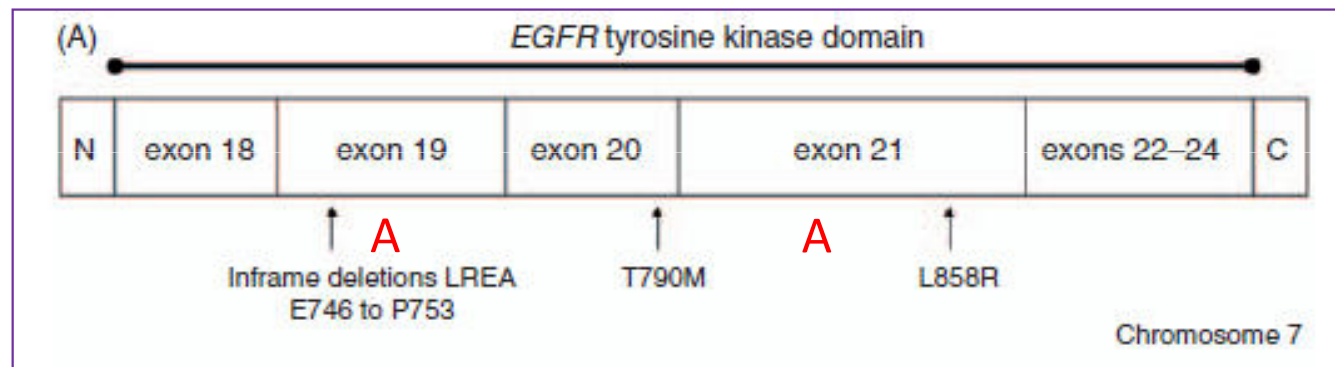 (A)
EGFR tyrosine kinase domain
N exon 18 exon 19 exon 20 exon 21 exons 22–24 C
A A
Inframe deletions LREA T790M L858R
E746 to P753
Chromosome 7